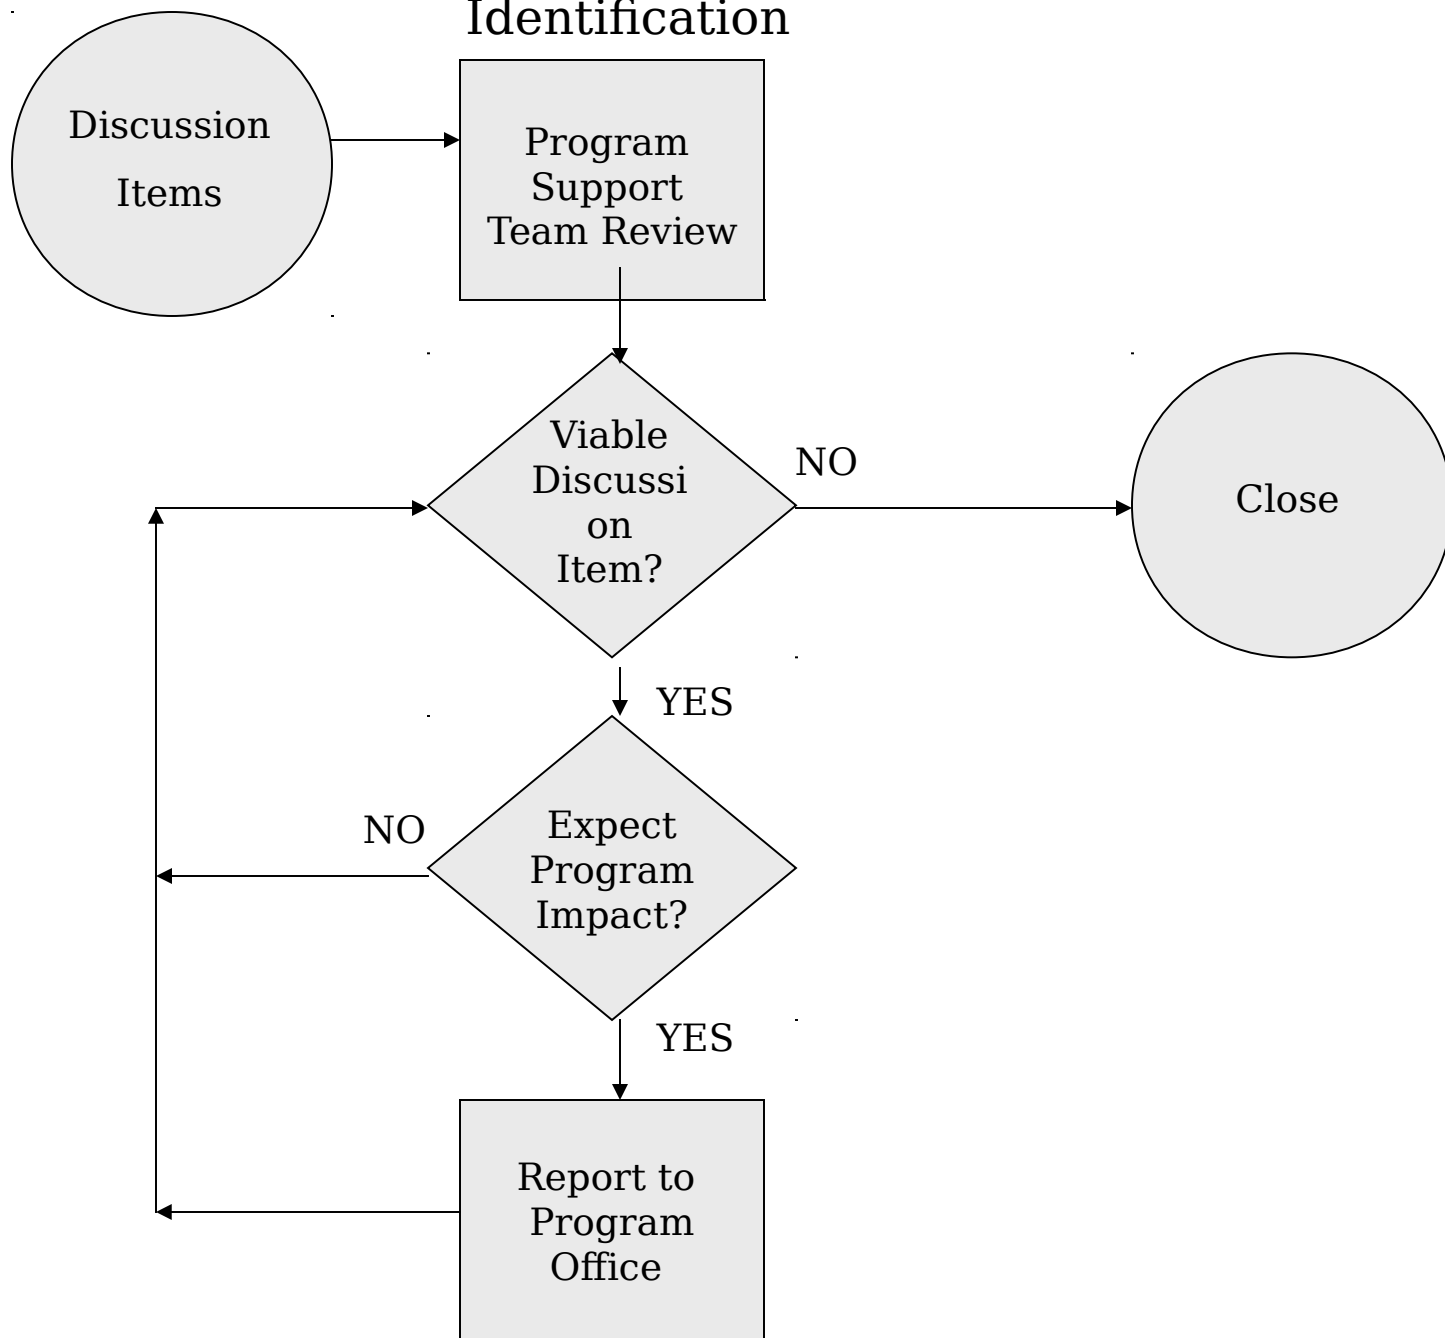 Identification
Discussion
Items
Program
Support
Team Review
Viable
Discussi
on
Item?
NO
Close
YES
NO
Expect
Program
Impact?
YES
Report to
Program
Office